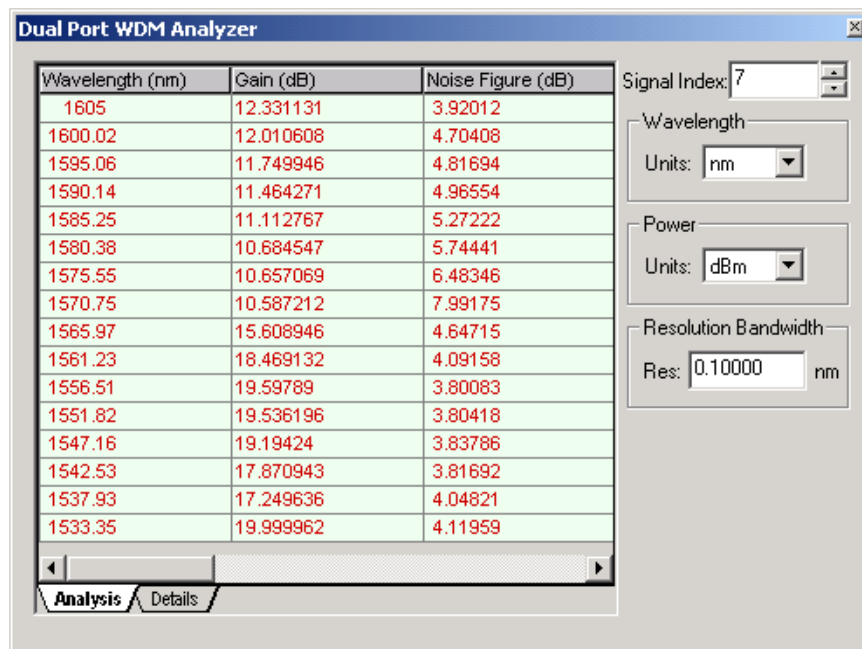 Dual Port WDM Analyzer
Wavelength (nm) Gain (dB) Noise Figure (dB)
1605 12.331131 3.92012
1600.02 12.010608 4.70408
1595.06 11.749946 4.81694
1590.14 11.464271 4.96554
1585.25 11.112767 5.27222
1580.38 10.684547 5.74441
1575.55 10.657069 6.48346
1570.75 10.587212 7.99175
1565.97 15.608946 4.64715
1561.23 18.469132 4.09158
1556.51 19.59789 3.80083
1551.82 19.536196 3.80418
1547.16 19.19424 3.83786
1542.53 17.870943 3.81692
1537.93 17.249636 4.04821
1533.35 19.999962 4.11959
Analysis Details
Signal Index: 7
Wavelength
Units: nm
Power
Units: dBm
Resolution Bandwidth
Res: 0.10000 nm